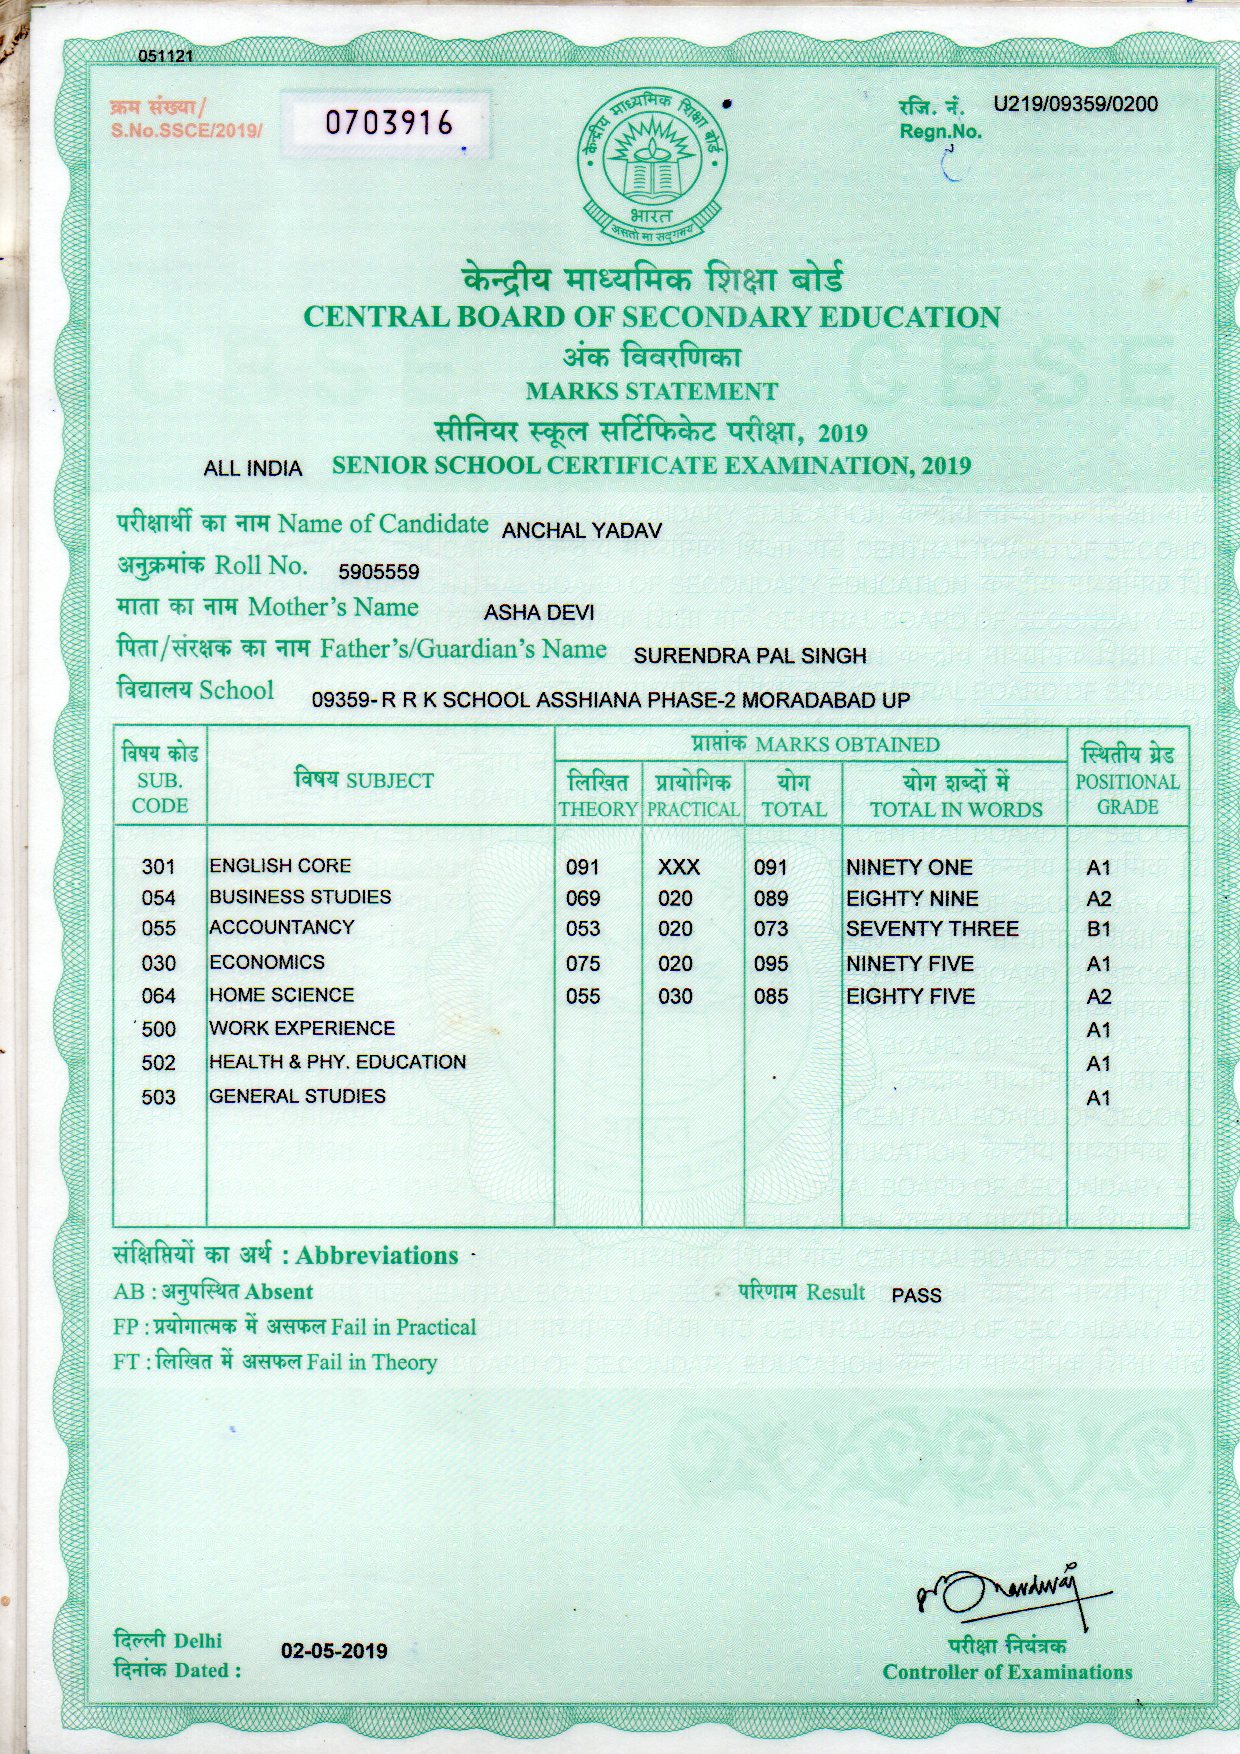 051121
क्रम संख्या/
S.No.SSCE/2019/ 0703916
रजि. नं. U219/09359/0200
Regn.No.
केन्द्रीय माध्यमिक शिक्षा बोर्ड
भारत
असतो मा सद्गमय
केन्द्रीय माध्यमिक शिक्षा बोर्ड
CENTRAL BOARD OF SECONDARY EDUCATION
अंक विवरणिका
MARKS STATEMENT
सीनियर स्कूल सर्टिफिकेट परीक्षा, 2019
ALL INDIA SENIOR SCHOOL CERTIFICATE EXAMINATION, 2019
परीक्षार्थी का नाम Name of Candidate ANCHAL YADAV
अनुक्रमांक Roll No. 5905559
माता का नाम Mother's Name ASHA DEVI
पिता/संरक्षक का नाम Father's/Guardian's Name SURENDRA PAL SINGH
विद्यालय School 09359- R R K SCHOOL ASSHIANA PHASE-2 MORADABAD UP
विषय कोड SUB. CODE विषय SUBJECT प्राप्तांक MARKS OBTAINED स्थितीय ग्रेड POSITIONAL GRADE
लिखित THEORY प्रायोगिक PRACTICAL योग TOTAL योग शब्दों में TOTAL IN WORDS
301 ENGLISH CORE 091 XXX 091 NINETY ONE A1
054 BUSINESS STUDIES 069 020 089 EIGHTY NINE A2
055 ACCOUNTANCY 053 020 073 SEVENTY THREE B1
030 ECONOMICS 075 020 095 NINETY FIVE A1
064 HOME SCIENCE 055 030 085 EIGHTY FIVE A2
500 WORK EXPERIENCE A1
502 HEALTH & PHY. EDUCATION A1
503 GENERAL STUDIES A1
संक्षिप्तियों का अर्थ : Abbreviations
AB : अनुपस्थित Absent
परिणाम Result PASS
FP : प्रयोगात्मक में असफल Fail in Practical
FT : लिखित में असफल Fail in Theory
दिल्ली Delhi
दिनांक Dated : 02-05-2019
परीक्षा नियंत्रक
Controller of Examinations